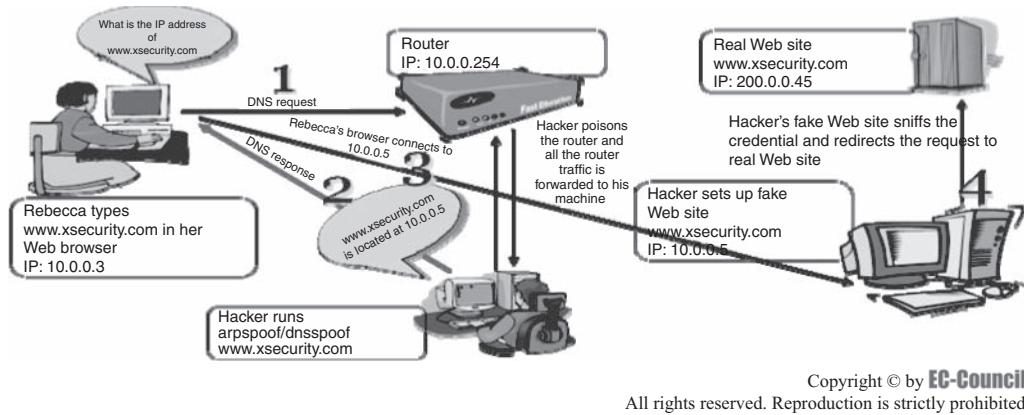 What is the IP address
of
www.xsecurity.com
1
DNS request
Router
IP: 10.0.0.254
Real Web site
www.xsecurity.com
IP: 200.0.0.45
Rebecca's browser connects to
10.0.0.5
DNS response
2
3
Hacker poisons
the router and
all the router
traffic is
forwarded to his
machine
Hacker's fake Web site sniffs the
credential and redirects the request to
real Web site
4
Rebecca types
www.xsecurity.com in her
Web browser
IP: 10.0.0.3
www.xsecurity.com
is located at 10.0.0.5
Hacker sets up fake
Web site
www.xsecurity.com
IP: 10.0.0.5
Hacker runs
arpspoof/dnsspoof
www.xsecurity.com
Copyright © by EC-Council
All rights reserved. Reproduction is strictly prohibited